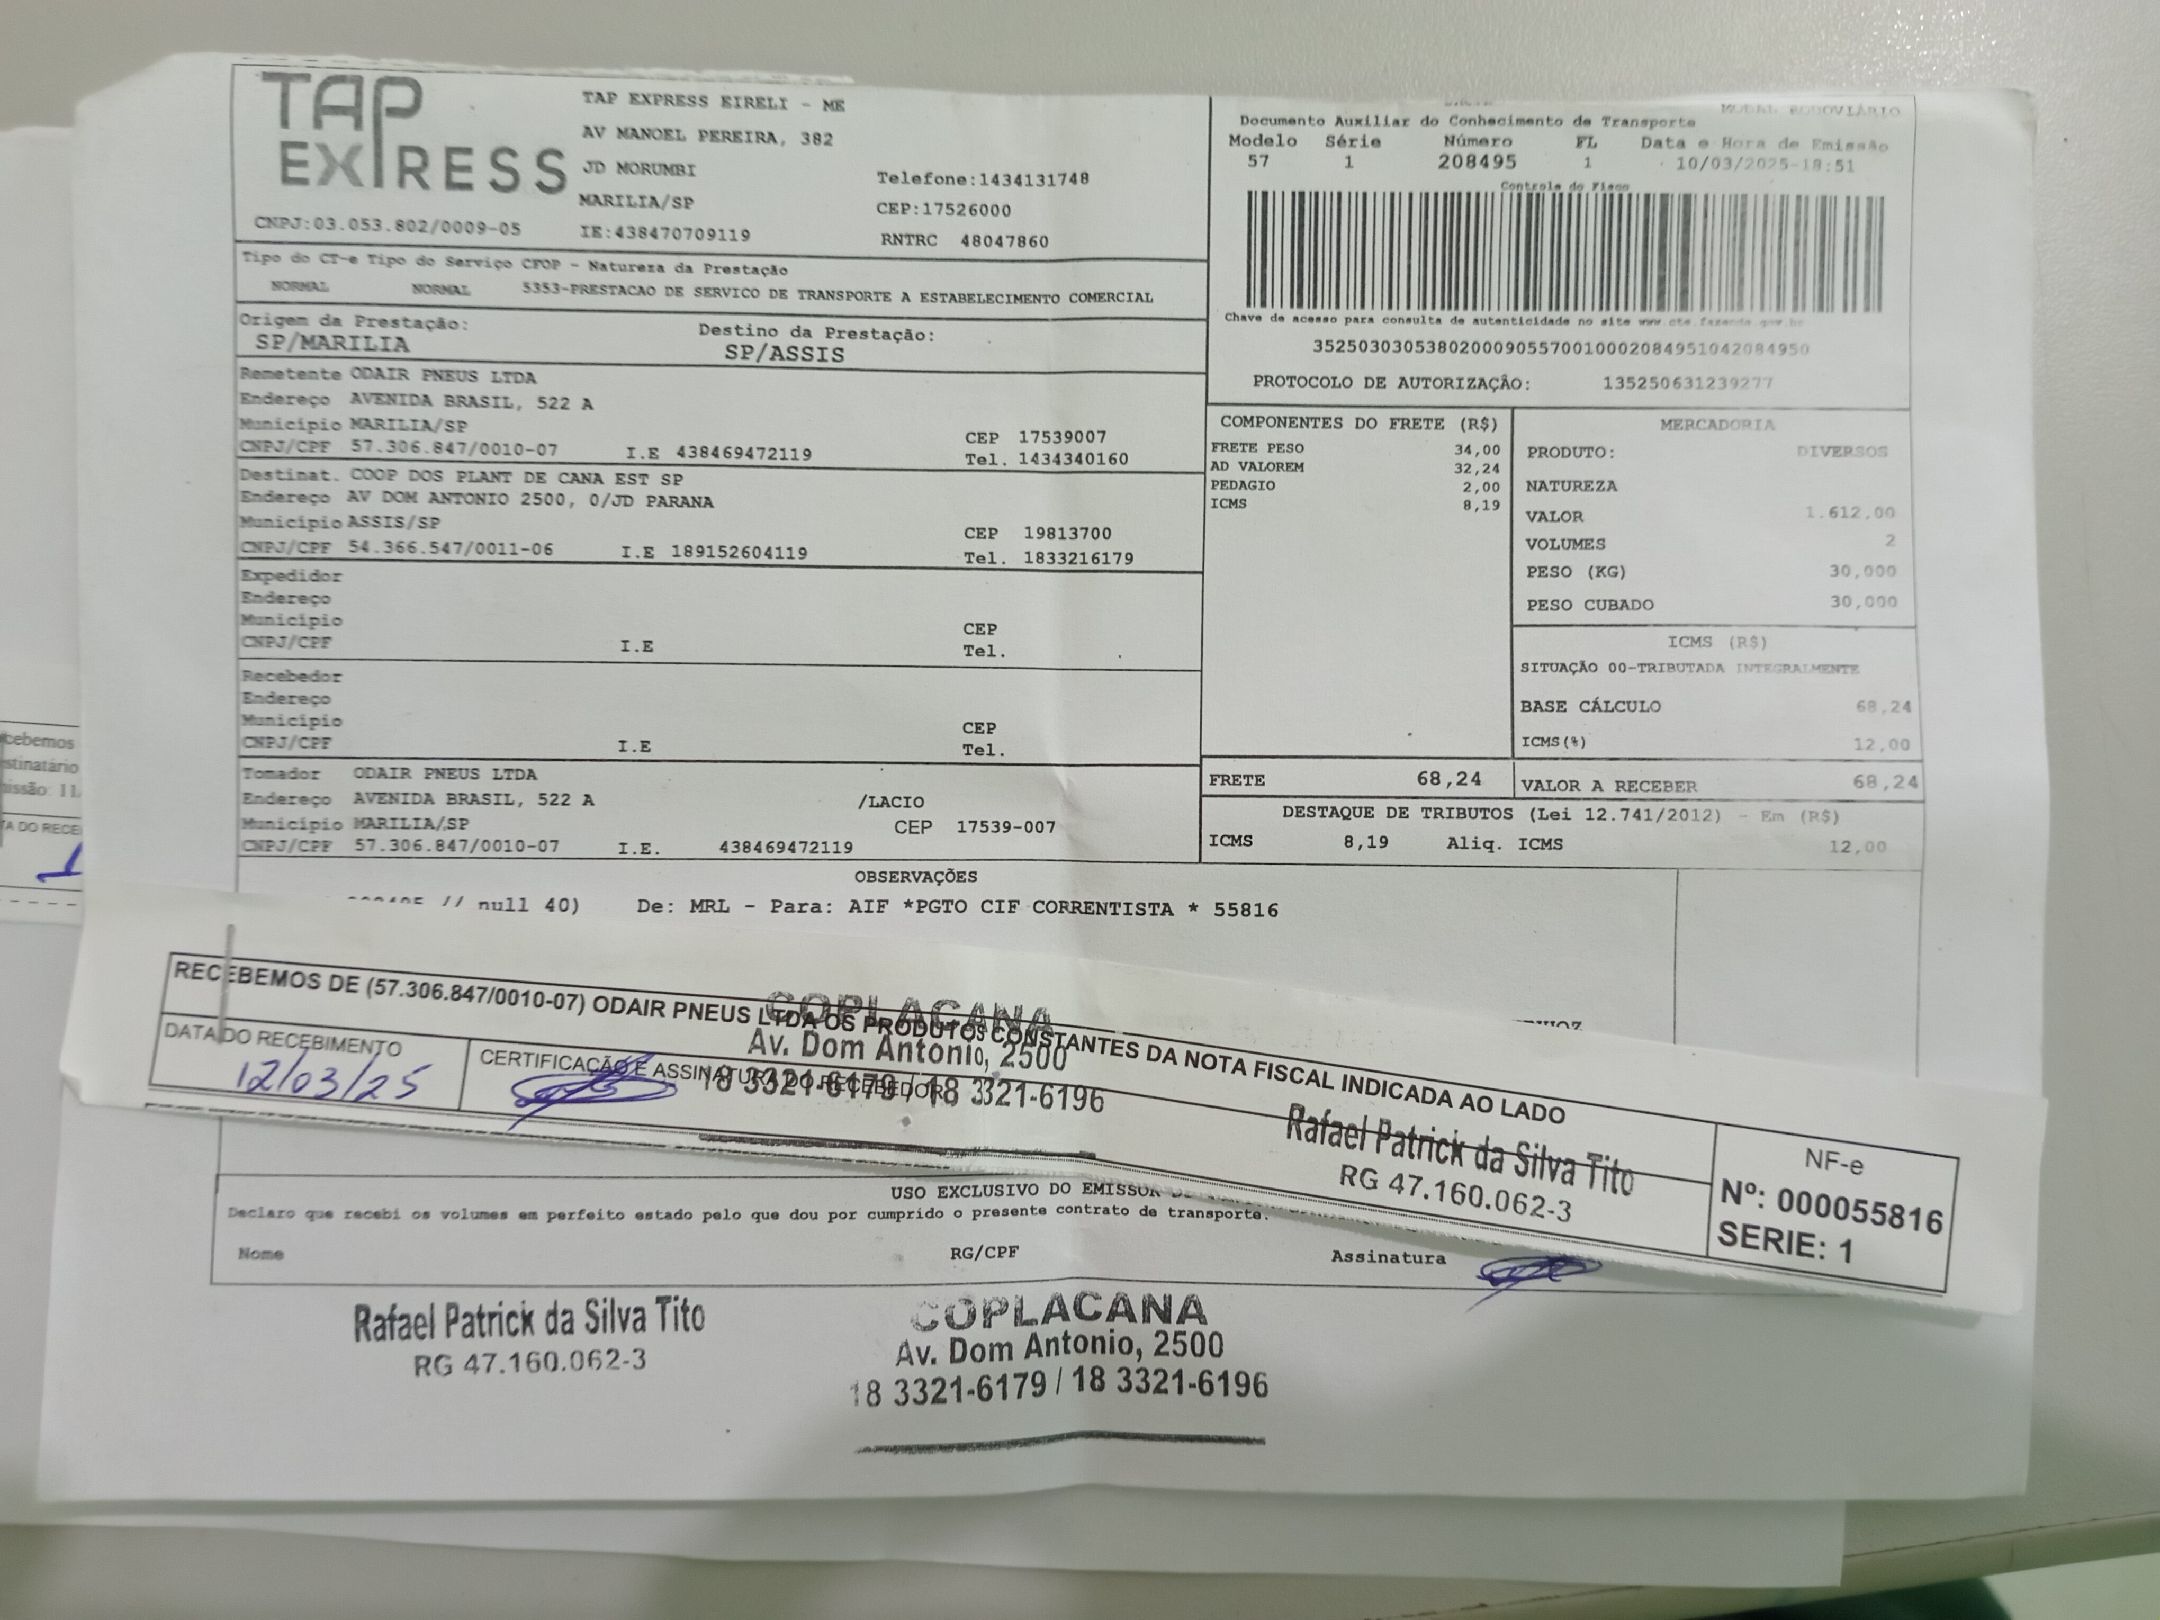 TAP EXPRESS
TAP EXPRESS EIRELI - ME
AV MANOEL PEREIRA, 382
JD MORUMBI
MARILIA/SP
CNPJ:03.053.802/0009-05
IE:438470709119
Telefone:1434131748
CEP:17526000
RNTRC 48047860
MODAL RODOVIÁRIO
Documento Auxiliar do Conhecimento de Transporte
Modelo Série Número FL Data e Hora de Emissão
57 1 208495 1 10/03/2025-18:51
Controle do Fisco
Chave de acesso para consulta de autenticidade no site www.cte.fazenda.gov.br
35250303053802000905570010002084951042084950
PROTOCOLO DE AUTORIZAÇÃO: 135250631239277
Tipo do CT-e Tipo do Serviço CFOP - Natureza da Prestação
NORMAL NORMAL 5353-PRESTACAO DE SERVICO DE TRANSPORTE A ESTABELECIMENTO COMERCIAL
Origem da Prestação: Destino da Prestação:
SP/MARILIA SP/ASSIS
Remetente ODAIR PNEUS LTDA
Endereço AVENIDA BRASIL, 522 A
Município MARILIA/SP CEP 17539007
CNPJ/CPF 57.306.847/0010-07 I.E 438469472119 Tel. 1434340160
Destinat. COOP DOS PLANT DE CANA EST SP
Endereço AV DOM ANTONIO 2500, 0/JD PARANA
Município ASSIS/SP CEP 19813700
CNPJ/CPF 54.366.547/0011-06 I.E 189152604119 Tel. 1833216179
Expedidor
Endereço
Município CEP
CNPJ/CPF I.E Tel.
Recebedor
Endereço
Município CEP
CNPJ/CPF I.E Tel.
Tomador ODAIR PNEUS LTDA
Endereço AVENIDA BRASIL, 522 A /LACIO
Município MARILIA/SP CEP 17539-007
CNPJ/CPF 57.306.847/0010-07 I.E. 438469472119
COMPONENTES DO FRETE (R$)
FRETE PESO 34,00
AD VALOREM 32,24
PEDAGIO 2,00
ICMS 8,19
MERCADORIA
PRODUTO: DIVERSOS
NATUREZA
VALOR 1.612,00
VOLUMES 2
PESO (KG) 30,000
PESO CUBADO 30,000
ICMS (R$)
SITUAÇÃO 00-TRIBUTADA INTEGRALMENTE
BASE CÁLCULO 68,24
ICMS(%) 12,00
FRETE 68,24 VALOR A RECEBER 68,24
DESTAQUE DE TRIBUTOS (Lei 12.741/2012) - Em (R$)
ICMS 8,19 Aliq. ICMS 12,00
OBSERVAÇÕES
// null 40) De: MRL - Para: AIF *PGTO CIF CORRENTISTA * 55816
RECEBEMOS DE (57.306.847/0010-07) ODAIR PNEUS LTDA OS PRODUTOS CONSTANTES DA NOTA FISCAL INDICADA AO LADO
DATA DO RECEBIMENTO
12/03/25
CERTIFICAÇÃO E ASSINATURA DO RECEBEDOR
COPLACANA
Av. Dom Antonio, 2500
18 3321-6179 / 18 3321-6196
Rafael Patrick da Silva Tito
RG 47.160.062-3
NF-e
Nº: 000055816
SERIE: 1
USO EXCLUSIVO DO EMISSOR
Declaro que recebi os volumes em perfeito estado pelo que dou por cumprido o presente contrato de transporte.
Nome RG/CPF Assinatura
Rafael Patrick da Silva Tito
RG 47.160.062-3
COPLACANA
Av. Dom Antonio, 2500
18 3321-6179 / 18 3321-6196
cebemos
stinatário
issão: 11.
A DO RECE
1